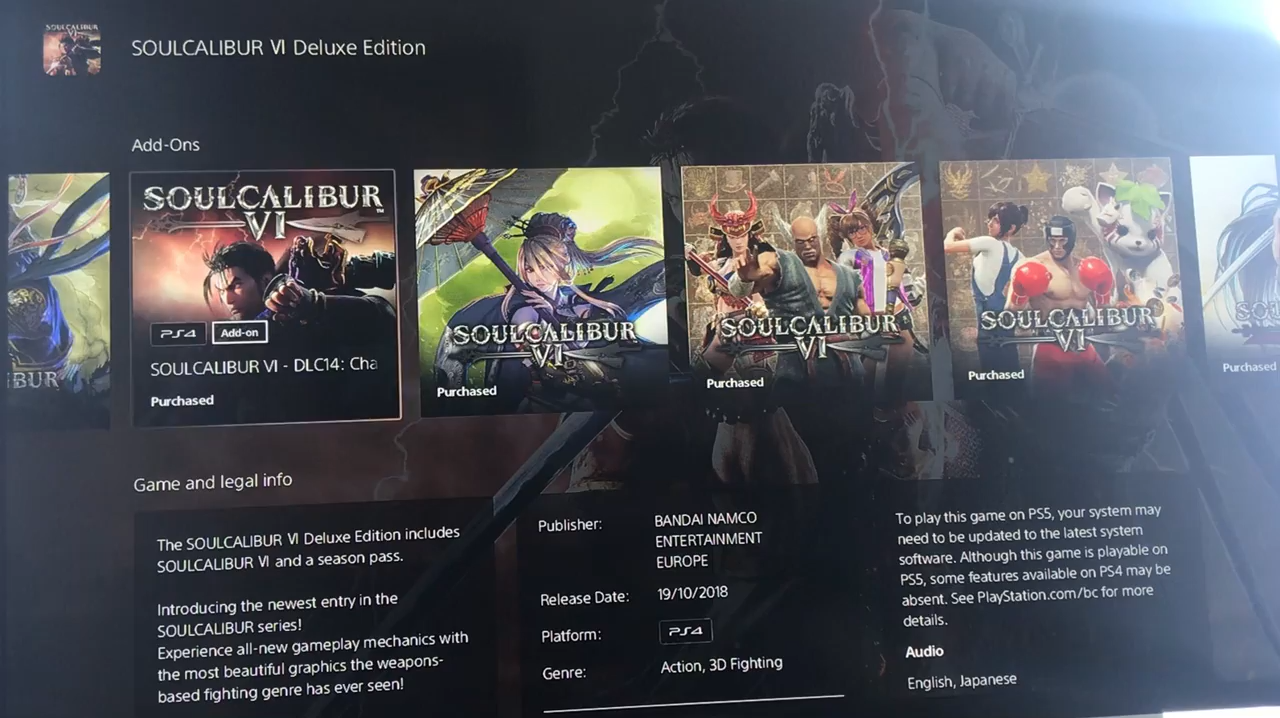 SOULCALIBUR VI
SOULCALIBUR VI Deluxe Edition
Add-Ons
IBUR
SOULCALIBUR
VI™
PS4
Add-on
SOULCALIBUR VI - DLC14: Cha
Purchased
SOULCALIBUR
VI
Purchased
SOULCALIBUR
VI
Purchased
SOULCALIBUR
VI
Purchased
SOUL
Purchased
Game and legal info
The SOULCALIBUR VI Deluxe Edition includes
SOULCALIBUR VI and a season pass.
Introducing the newest entry in the
SOULCALIBUR series!
Experience all-new gameplay mechanics with
the most beautiful graphics the weapons-
based fighting genre has ever seen!
Publisher:
BANDAI NAMCO
ENTERTAINMENT
EUROPE
Release Date:
19/10/2018
Platform:
PS4
Genre:
Action, 3D Fighting
To play this game on PS5, your system may
need to be updated to the latest system
software. Although this game is playable on
PS5, some features available on PS4 may be
absent. See PlayStation.com/bc for more
details.
Audio
English, Japanese